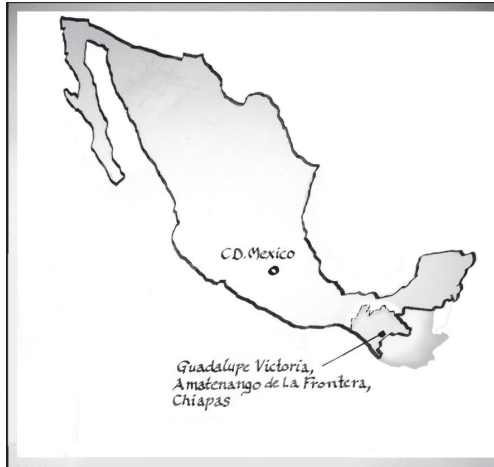 CD. Mexico
Guadalupe Victoria,
Amatenango de La Frontera,
Chiapas